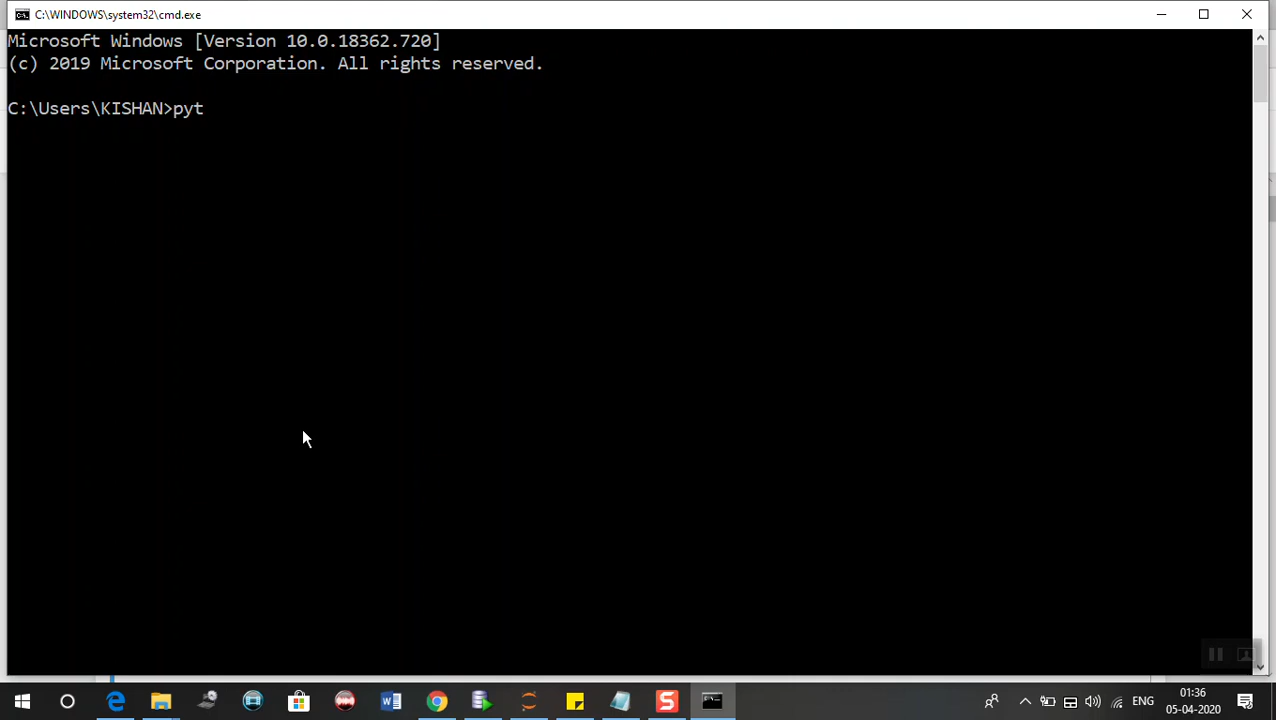 C:\WINDOWS\system32\cmd.exe
Microsoft Windows [Version 10.0.18362.720]
(c) 2019 Microsoft Corporation. All rights reserved.
C:\Users\KISHAN>pyt
ENG
01:36
05-04-2020